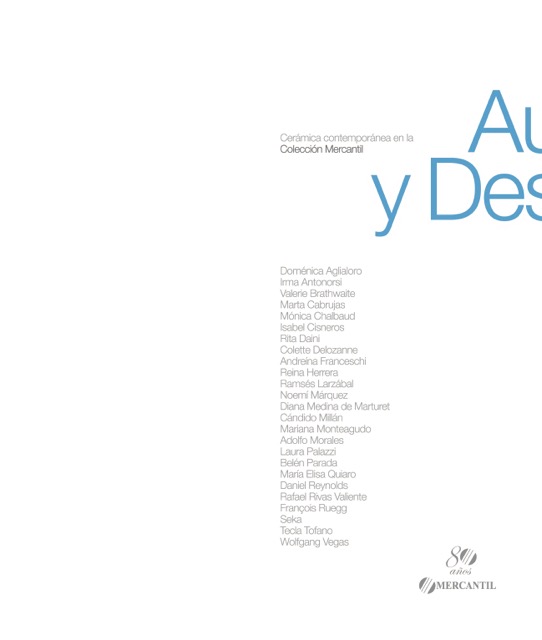 Au
Cerámica contemporánea en la
Colección Mercantil
y Des
Doménica Aglialoro
Irma Antonorsi
Valerie Brathwaite
Marta Cabrujas
Mónica Chalbaud
Isabel Cisneros
Rita Daini
Colette Delozanne
Andreína Franceschi
Reina Herrera
Ramsés Larzábal
Noemí Márquez
Diana Medina de Marturet
Cándido Millán
Mariana Monteagudo
Adolfo Morales
Laura Palazzi
Belén Parada
María Elisa Quiaro
Daniel Reynolds
Rafael Rivas Valiente
François Ruegg
Seka
Tecla Tofano
Wolfgang Vegas
80
años
MERCANTIL